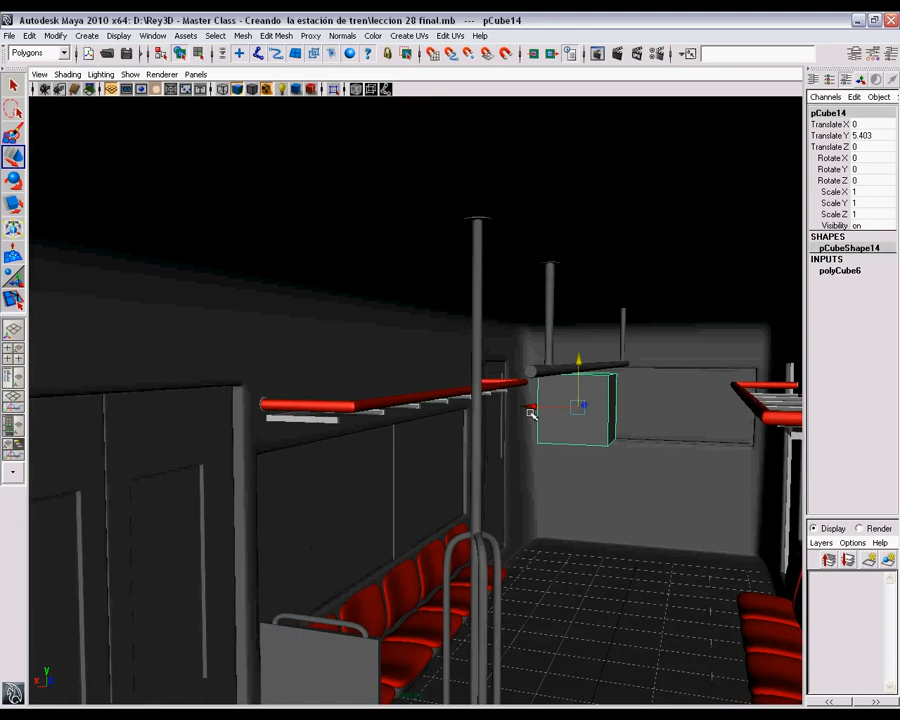 Autodesk Maya 2010 x64: D:\Rey3D - Master Class - Creando la estación de tren\leccion 28 final.mb --- pCube14
File Edit Modify Create Display Window Assets Select Mesh Edit Mesh Proxy Normals Color Create UVs Edit UVs Help
Polygons
View Shading Lighting Show Renderer Panels
Channels Edit Object
pCube14
Translate X 0
Translate Y 5.403
Translate Z 0
Rotate X 0
Rotate Y 0
Rotate Z 0
Scale X 1
Scale Y 1
Scale Z 1
Visibility on
SHAPES
pCubeShape14
INPUTS
polyCube6
Display Render
Layers Options Help
y
x
z
<<
>>